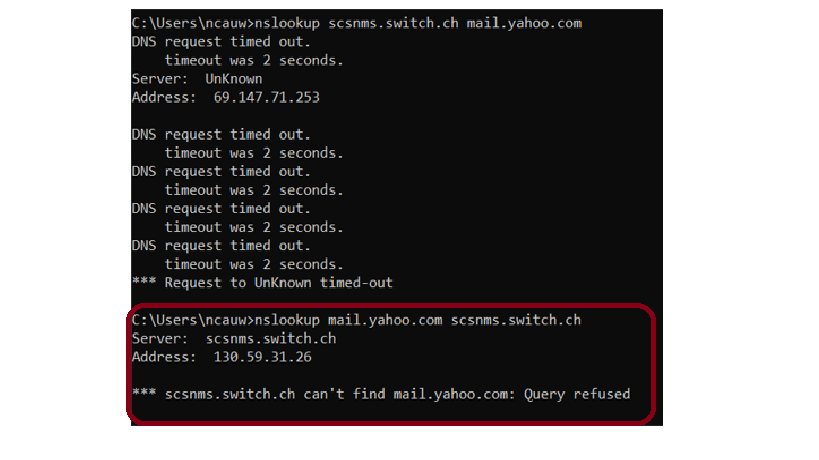 C:\Users\ncauw>nslookup scsnms.switch.ch mail.yahoo.com
DNS request timed out.
    timeout was 2 seconds.
Server:  UnKnown
Address:  69.147.71.253

DNS request timed out.
    timeout was 2 seconds.
DNS request timed out.
    timeout was 2 seconds.
DNS request timed out.
    timeout was 2 seconds.
DNS request timed out.
    timeout was 2 seconds.
*** Request to UnKnown timed-out

C:\Users\ncauw>nslookup mail.yahoo.com scsnms.switch.ch
Server:  scsnms.switch.ch
Address:  130.59.31.26

*** scsnms.switch.ch can't find mail.yahoo.com: Query refused